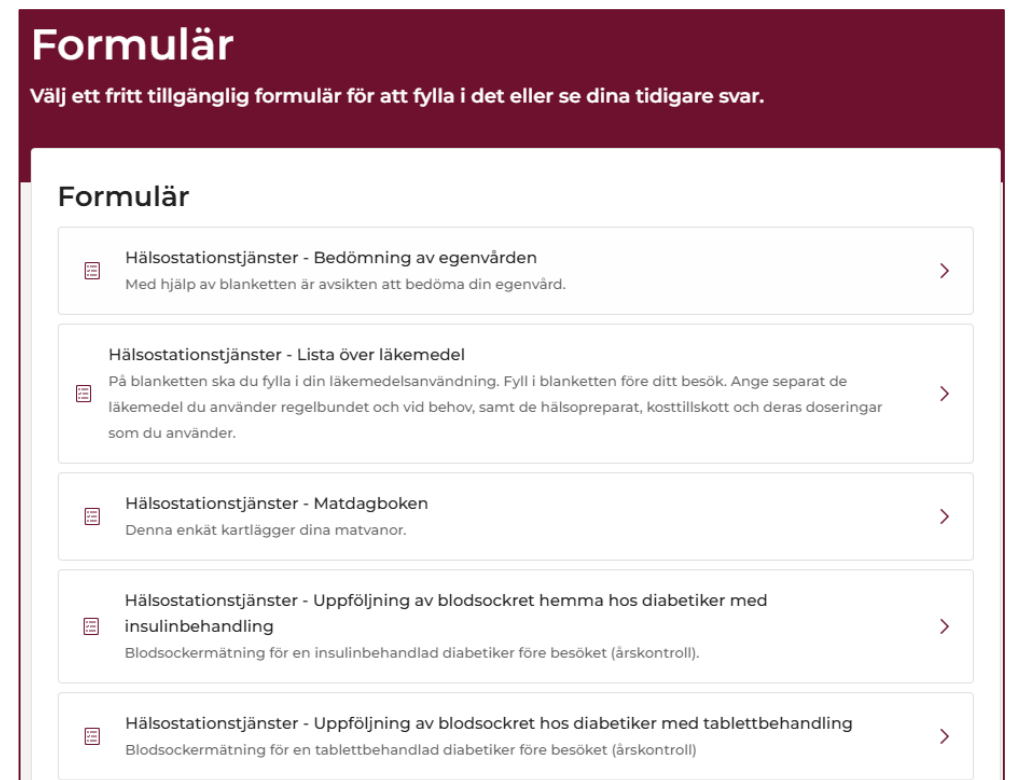 Formulär
Välj ett fritt tillgänglig formulär för att fylla i det eller se dina tidigare svar.
Formulär
Hälsostationstjänster - Bedömning av egenvården
Med hjälp av blanketten är avsikten att bedöma din egenvård.
Hälsostationstjänster - Lista över läkemedel
På blanketten ska du fylla i din läkemedelsanvändning. Fyll i blanketten före ditt besök. Ange separat de
läkemedel du använder regelbundet och vid behov, samt de hälsopreparat, kosttillskott och deras doseringar
som du använder.
Hälsostationstjänster - Matdagboken
Denna enkät kartlägger dina matvanor.
Hälsostationstjänster - Uppföljning av blodsockret hemma hos diabetiker med
insulinbehandling
Blodsockermätning för en insulinbehandlad diabetiker före besöket (årskontroll).
Hälsostationstjänster - Uppföljning av blodsockret hos diabetiker med tablettbehandling
Blodsockermätning för en tablettbehandlad diabetiker före besöket (årskontroll)